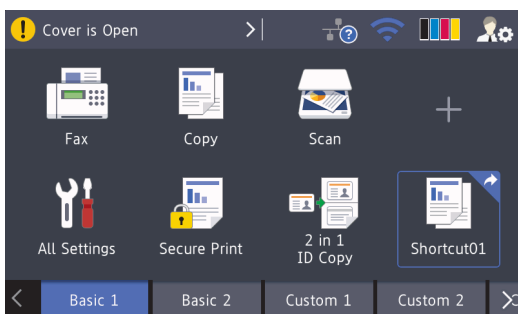 Cover is Open
Fax
Copy
Scan
All Settings
Secure Print
2 in 1
ID Copy
Shortcut01
Basic 1
Basic 2
Custom 1
Custom 2